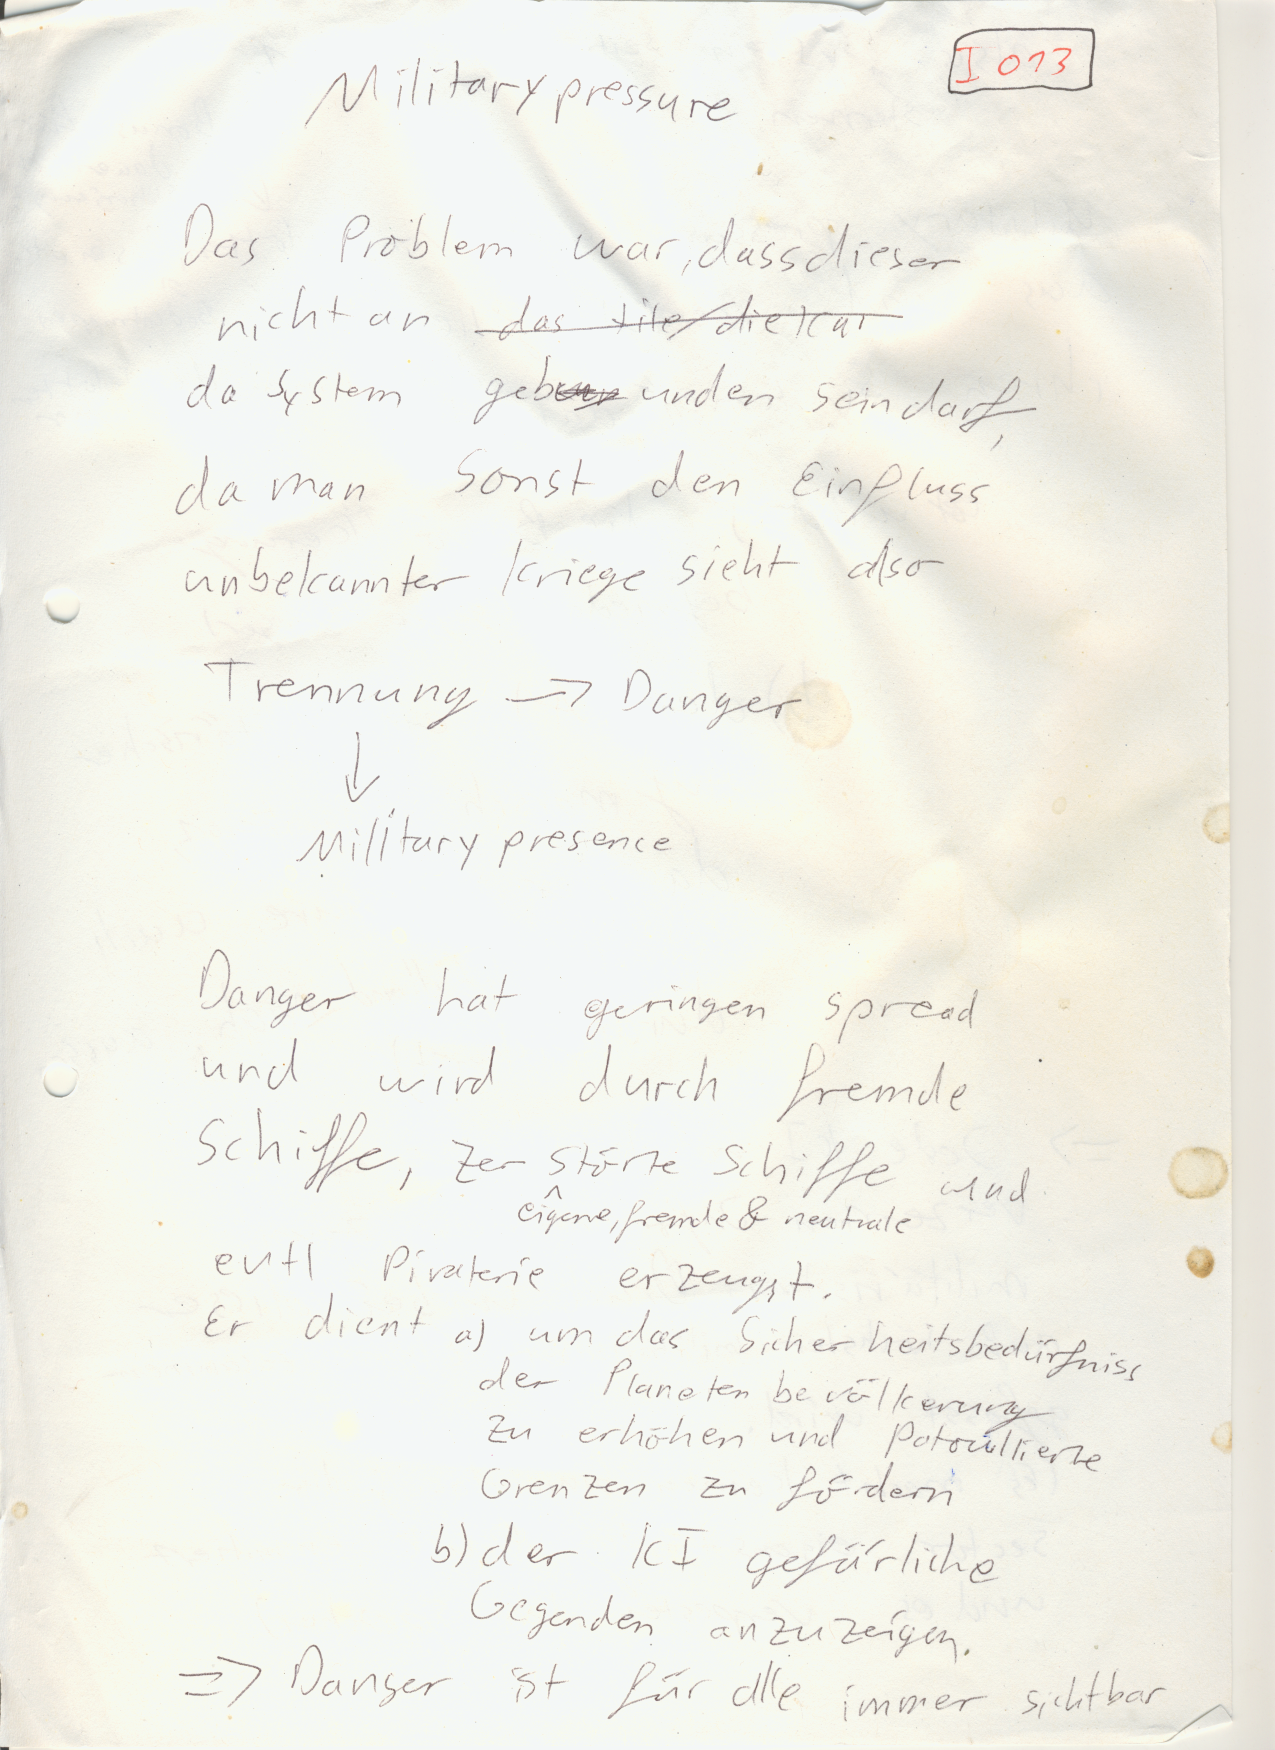 I 013
Military pressure
Das Problem war, dass dieser
nicht an das tile/die kar
da System gebunden sein darf,
da man sonst den Einfluss
unbekannter kriege sieht also
Trennung -> Danger
↓
Military presence
Danger hat geringen spread
und wird durch fremde
Schiffe, zerstörte Schiffe und
eigene, fremde & neutrale
evtl Piraterie erzeugt.
Er dient a) um das Sicherheitsbedürfniss
der Planetenbevölkerung
zu erhöhen und Patroullierte
Grenzen zu fördern
b) der KI gefärliche
Gegenden anzuzeigen.
=> Danger ist für alle immer sichtbar